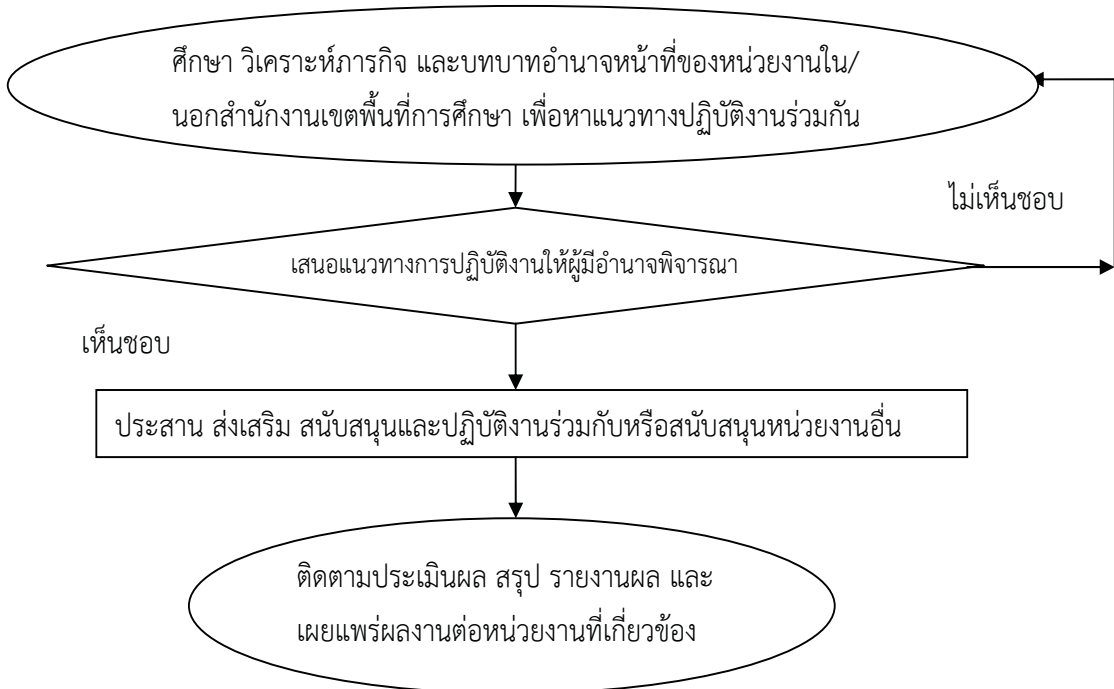 ศึกษา วิเคราะห์ภารกิจ และบทบาทอำนาจหน้าที่ของหน่วยงานใน/
นอกสำนักงานเขตพื้นที่การศึกษา เพื่อหาแนวทางปฏิบัติงานร่วมกัน
ไม่เห็นชอบ
เสนอแนวทางการปฏิบัติงานให้ผู้มีอำนาจพิจารณา
เห็นชอบ
ประสาน ส่งเสริม สนับสนุนและปฏิบัติงานร่วมกับหรือสนับสนุนหน่วยงานอื่น
ติดตามประเมินผล สรุป รายงานผล และ
เผยแพร่ผลงานต่อหน่วยงานที่เกี่ยวข้อง